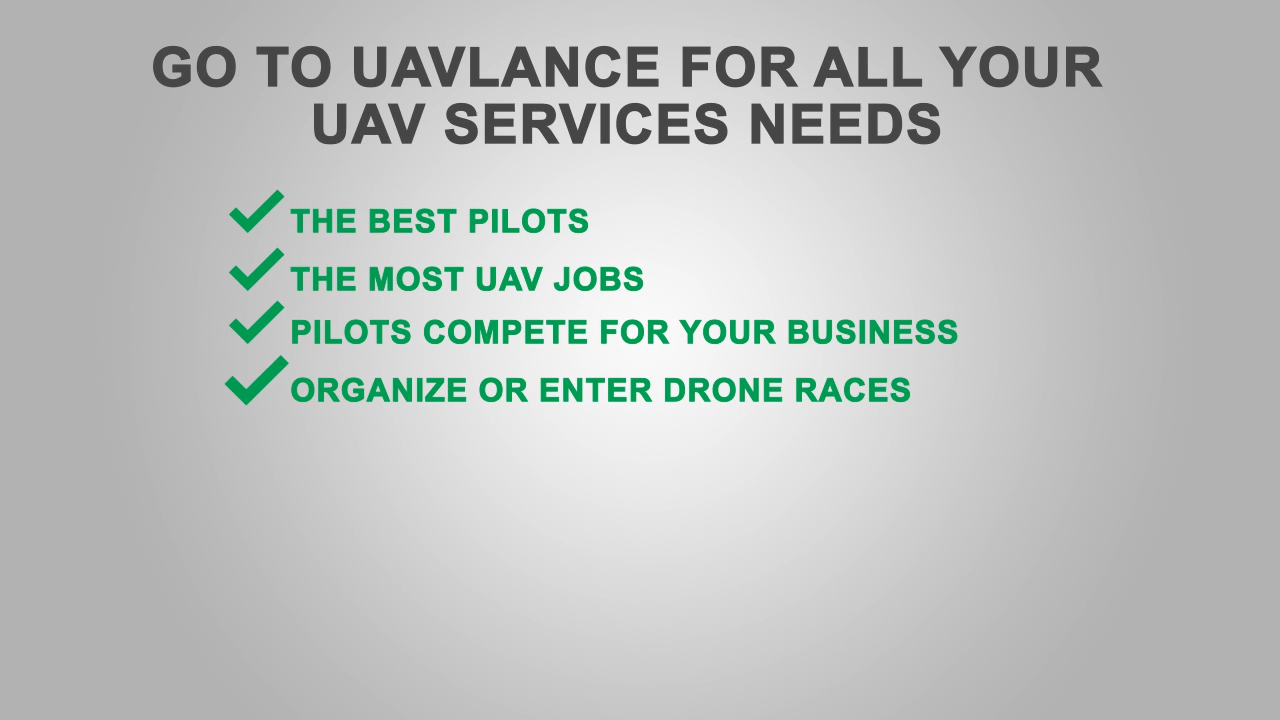 GO TO UAVLANCE FOR ALL YOUR
UAV SERVICES NEEDS
THE BEST PILOTS
THE MOST UAV JOBS
PILOTS COMPETE FOR YOUR BUSINESS
ORGANIZE OR ENTER DRONE RACES